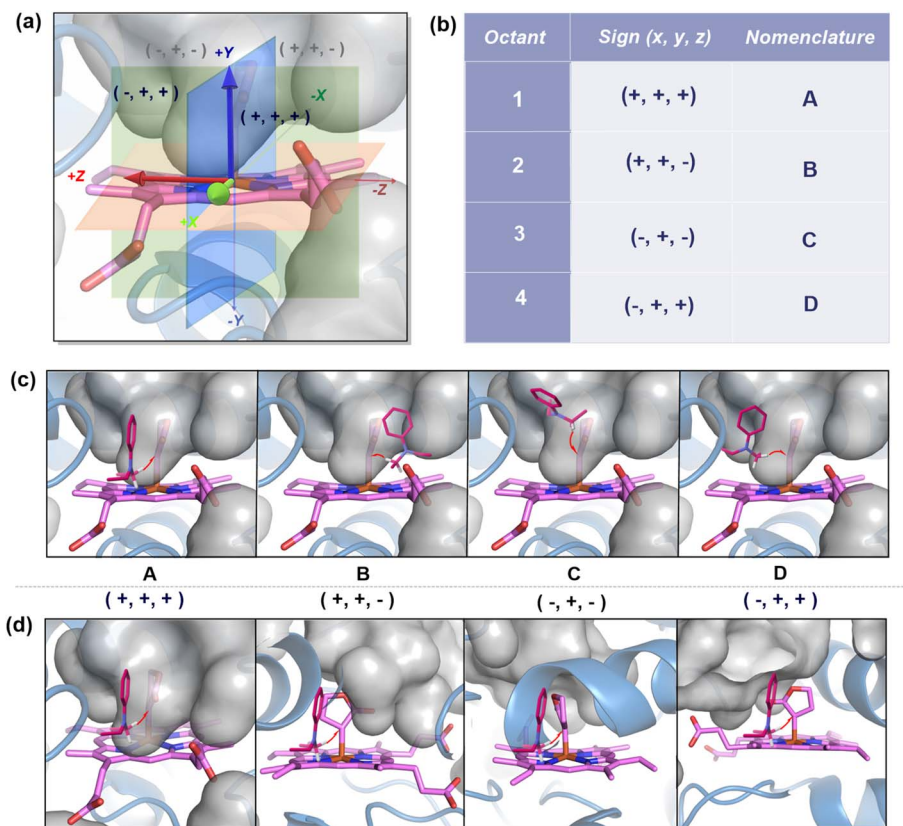 (a)
(-, +, -)
+Y
(+, +, -)
(-, +, +)
-X
(+, +, +)
+Z
-Z
+X
-Y
(b)
Octant Sign (x, y, z) Nomenclature
1 (+, +, +) A
2 (+, +, -) B
3 (-, +, -) C
4 (-, +, +) D
(c)
A B C D
(+, +, +) (+, +, -) (-, +, -) (-, +, +)
(d)